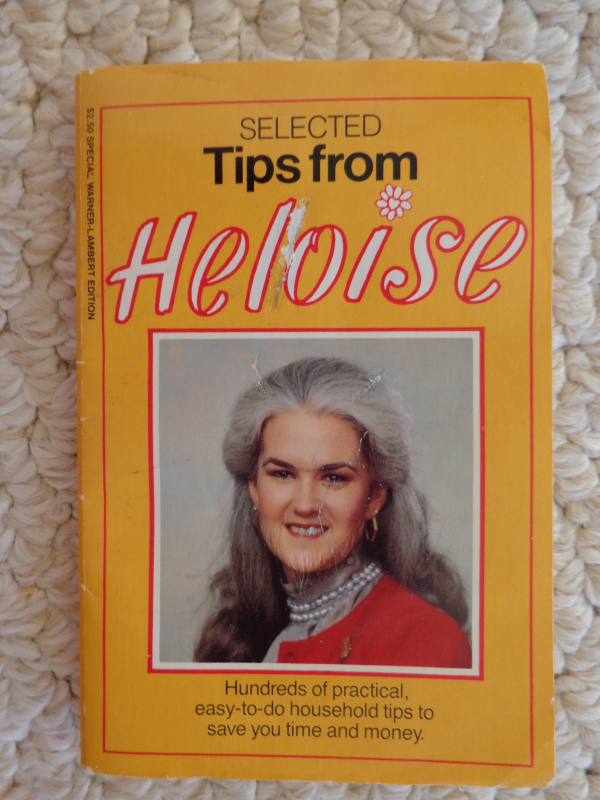 $2.50 SPECIAL WARNER-LAMBERT EDITION
SELECTED
Tips from
Heloise
Hundreds of practical,
easy-to-do household tips to
save you time and money.